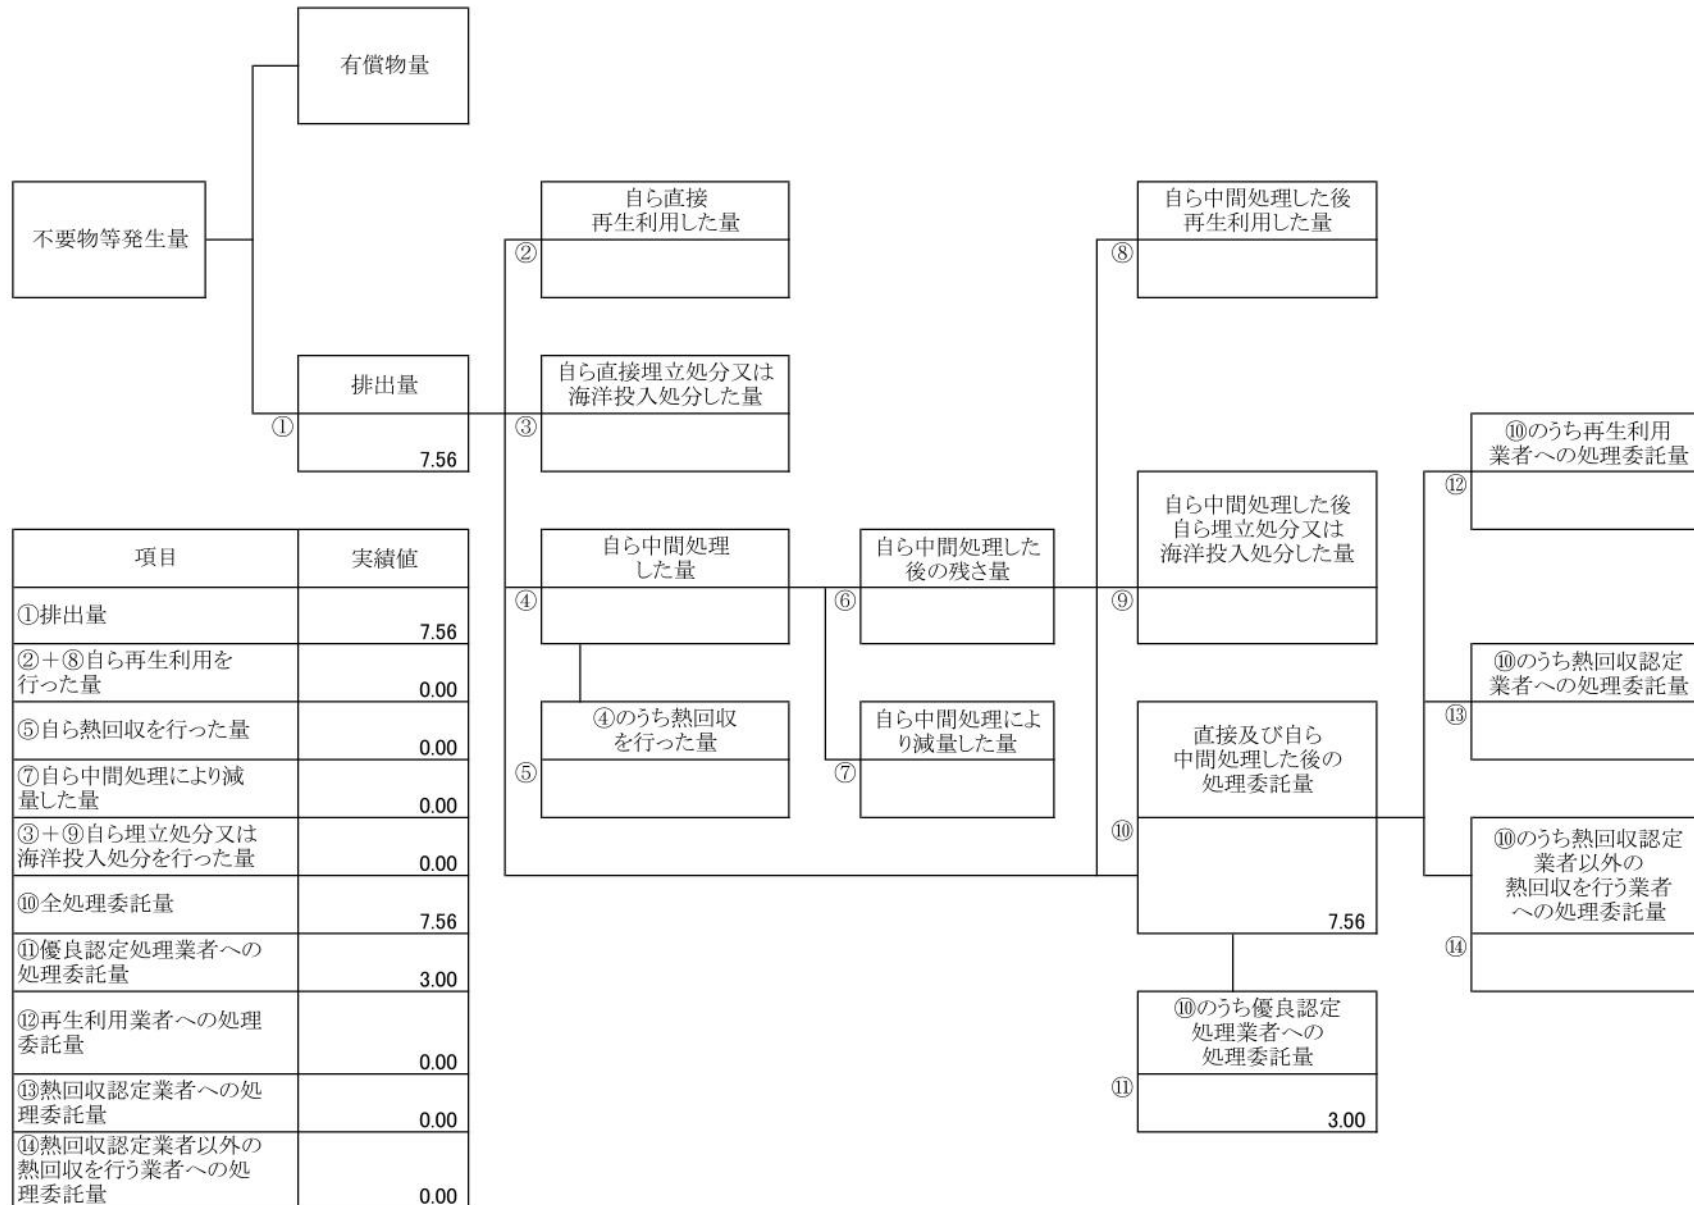 有償物量
不要物等発生量
自ら直接
再生利用した量
②
自ら中間処理した後
再生利用した量
⑧
排出量
①
7.56
自ら直接埋立処分又は
海洋投入処分した量
③
⑩のうち再生利用
業者への処理委託量
⑫
自ら中間処理
した量
④
自ら中間処理した
後の残さ量
⑥
自ら中間処理した後
自ら埋立処分又は
海洋投入処分した量
⑨
⑩のうち熱回収認定
業者への処理委託量
⑬
④のうち熱回収
を行った量
⑤
自ら中間処理によ
り減量した量
⑦
直接及び自ら
中間処理した後の
処理委託量
⑩
7.56
⑩のうち熱回収認定
業者以外の
熱回収を行う業者
への処理委託量
⑭
⑩のうち優良認定
処理業者への
処理委託量
⑪
3.00
項目 実績値
①排出量
7.56
②＋⑧自ら再生利用を
行った量
0.00
⑤自ら熱回収を行った量
0.00
⑦自ら中間処理により減
量した量
0.00
③＋⑨自ら埋立処分又は
海洋投入処分を行った量
0.00
⑩全処理委託量
7.56
⑪優良認定処理業者への
処理委託量
3.00
⑫再生利用業者への処理
委託量
0.00
⑬熱回収認定業者への処
理委託量
0.00
⑭熱回収認定業者以外の
熱回収を行う業者への処
理委託量
0.00